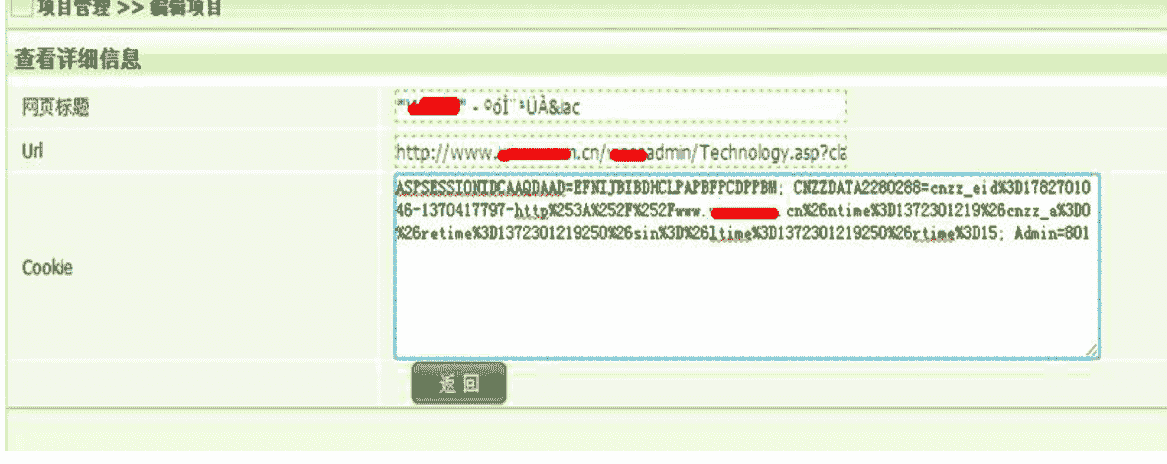 项目管理 >> 编辑项目
查看详细信息
网页标题 - ºóÌ¨¹ÜÀ&iac
Url http://www. n.cn/ admin/Technology.asp?cla
Cookie
ASPSESSIONIDCAAQDAAD=EFNIJBIBDHCLPAPBFPCDPPBM; CNZZDATA2280288=cnzz_eid%3D17827010
46-1370417797-http%253A%252F%252Fwww. cn%26ntime%3D1372301219%26cnzz_a%3D0
%26retime%3D1372301219250%26sin%3D%26ltime%3D1372301219250%26rtime%3D15; Admin=801
返回